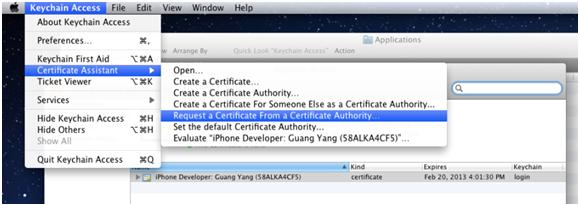 Keychain Access File Edit View Window Help
About Keychain Access
Preferences... ⌘,
Keychain First Aid ⌥⌘A
Certificate Assistant ▶
Ticket Viewer ⌥⌘K
Services ▶
Hide Keychain Access ⌘H
Hide Others ⌥⌘H
Show All
Quit Keychain Access ⌘Q
Applications
Arrange By Quick Look "Keychain Access" Action
Open...
Create a Certificate...
Create a Certificate Authority...
Create a Certificate For Someone Else as a Certificate Authority...
Request a Certificate From a Certificate Authority...
Set the default Certificate Authority...
Evaluate "iPhone Developer: Guang Yang (58ALKA4CF5)"...
Name Kind Expires Keychain
iPhone Developer: Guang Yang (58ALKA4CF5) certificate Feb 20, 2013 4:01:30 PM login